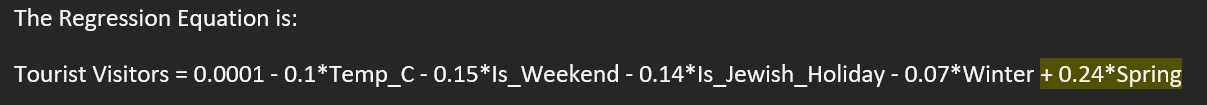 The Regression Equation is:
Tourist Visitors = 0.0001 - 0.1*Temp_C - 0.15*Is_Weekend - 0.14*Is_Jewish_Holiday - 0.07*Winter + 0.24*Spring